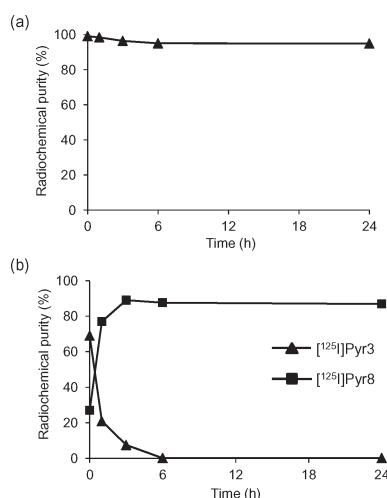 (a)
Radiochemical purity (%)
100
80
60
40
20
0
0 6 12 18 24
Time (h)
(b)
Radiochemical purity (%)
100
80
60
40
20
0
[¹²⁵I]Pyr3
[¹²⁵I]Pyr8
0 6 12 18 24
Time (h)